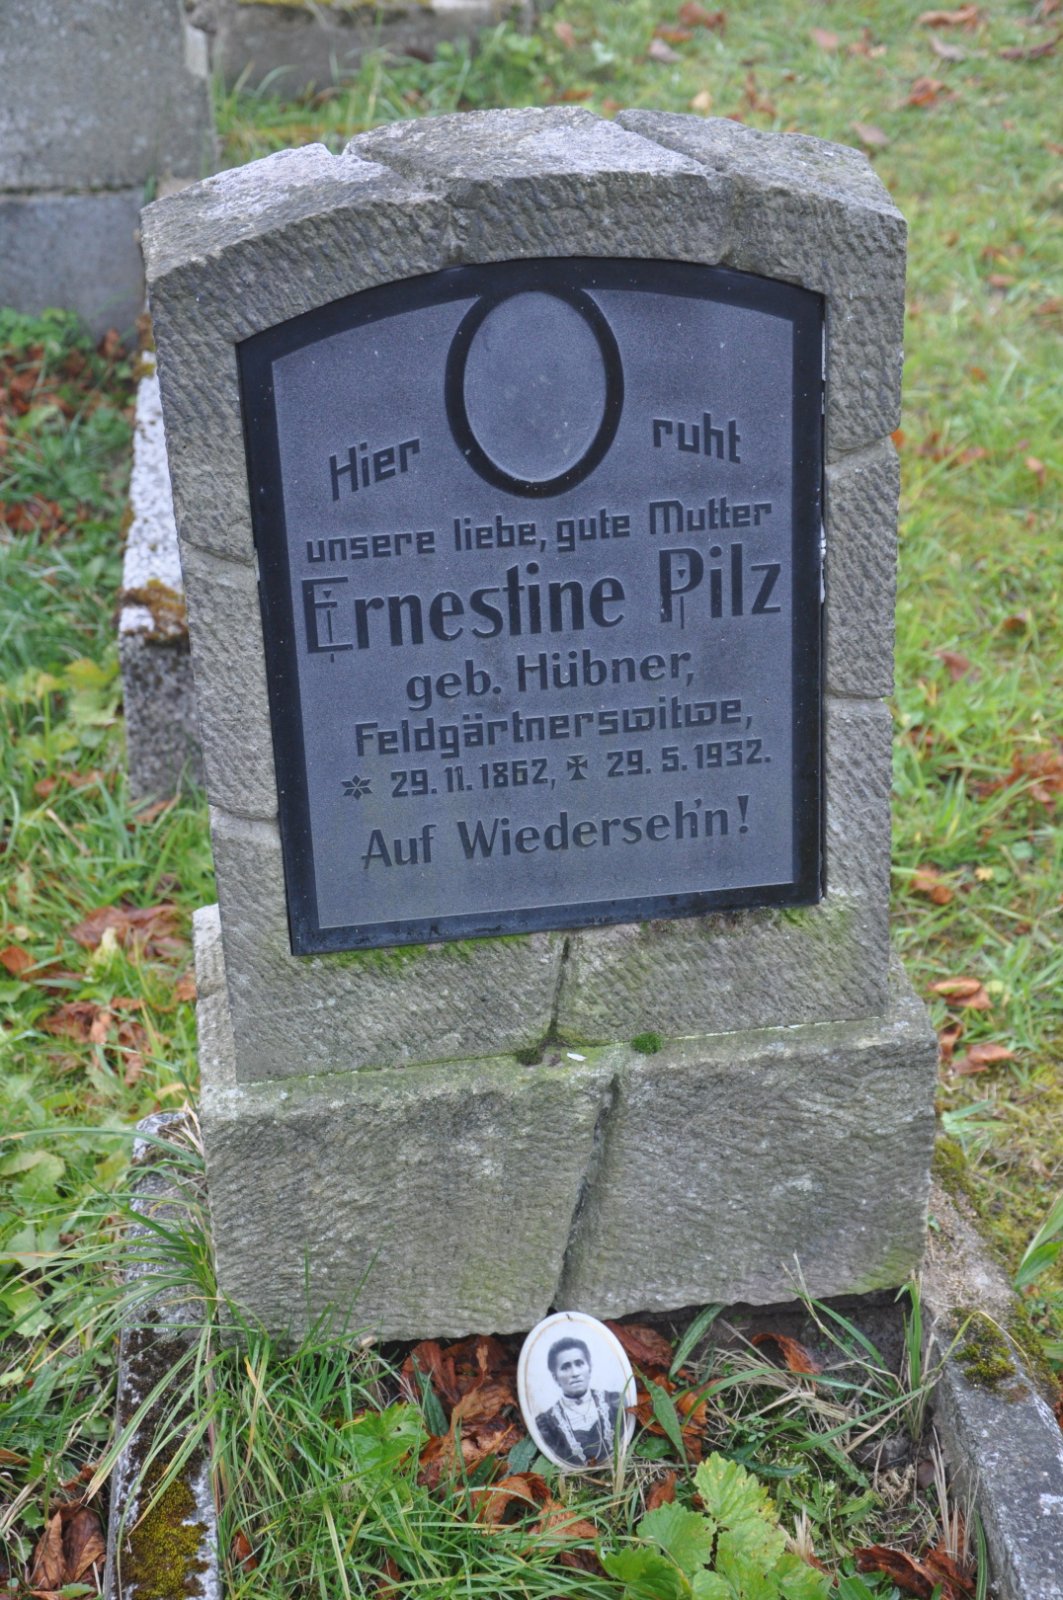 Hier ruht
unsere liebe, gute Mutter
Ernestine Pilz
geb. Hübner,
Feldgärtnerswitwe,
* 29.11.1862, ✠ 29.5.1932.
Auf Wiederseh'n!